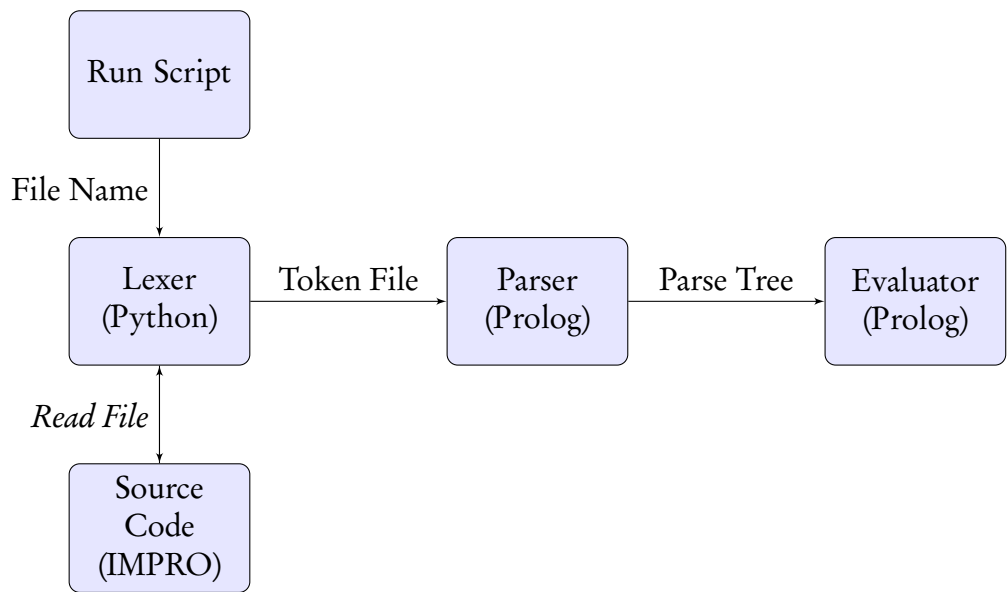 Run Script
File Name
Lexer
(Python)
Token File
Parser
(Prolog)
Parse Tree
Evaluator
(Prolog)
Read File
Source
Code
(IMPRO)